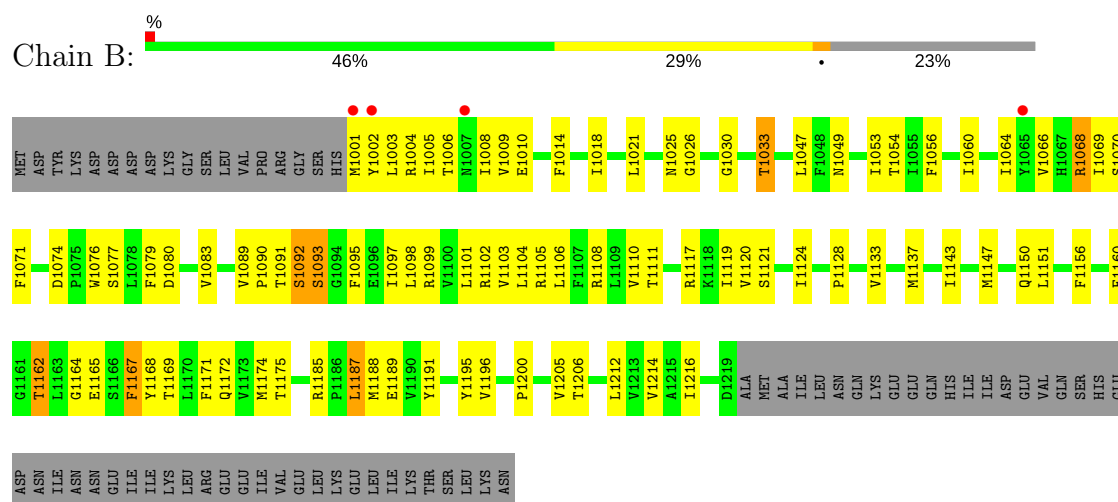 %
Chain B:
46% 29% • 23%
MET ASP TYR LYS ASP ASP ASP ASP LYS GLY SER LEU VAL PRO ARG GLY SER HIS M1001 Y1002 L1003 R1004 I1005 T1006 N1007 I1008 V1009 E1010 F1014 I1018 L1021 N1025 G1026 G1030 T1033 L1047 F1048 N1049 I1053 T1054 I1055 F1056 I1060 I1064 Y1065 V1066 H1067 R1068 I1069 S1070
F1071 D1074 P1075 W1076 S1077 L1078 F1079 D1080 V1083 V1089 P1090 T1091 S1092 S1093 G1094 F1095 E1096 I1097 L1098 R1099 V1100 L1101 R1102 V1103 L1104 R1105 L1106 F1107 R1108 L1109 V1110 T1111 R1117 K1118 I1119 V1120 S1121 I1124 P1128 V1133 M1137 I1143 M1147 Q1150 L1151 F1156 E1160
G1161 T1162 L1163 G1164 E1165 S1166 F1167 Y1168 T1169 L1170 F1171 Q1172 V1173 M1174 T1175 R1185 P1186 L1187 M1188 E1189 V1190 Y1191 Y1195 V1196 P1200 V1205 T1206 L1212 V1213 V1214 A1215 I1216 D1219 ALA MET ALA ILE LEU ASN GLN LYS GLU GLU GLN HIS ILE ILE ASP GLU VAL GLN SER HIS GLU
ASP ASN ILE ASN ASN GLU ILE ILE LYS LEU ARG GLU GLU ILE VAL GLU LEU LYS GLU LEU ILE LYS THR SER LEU LYS ASN